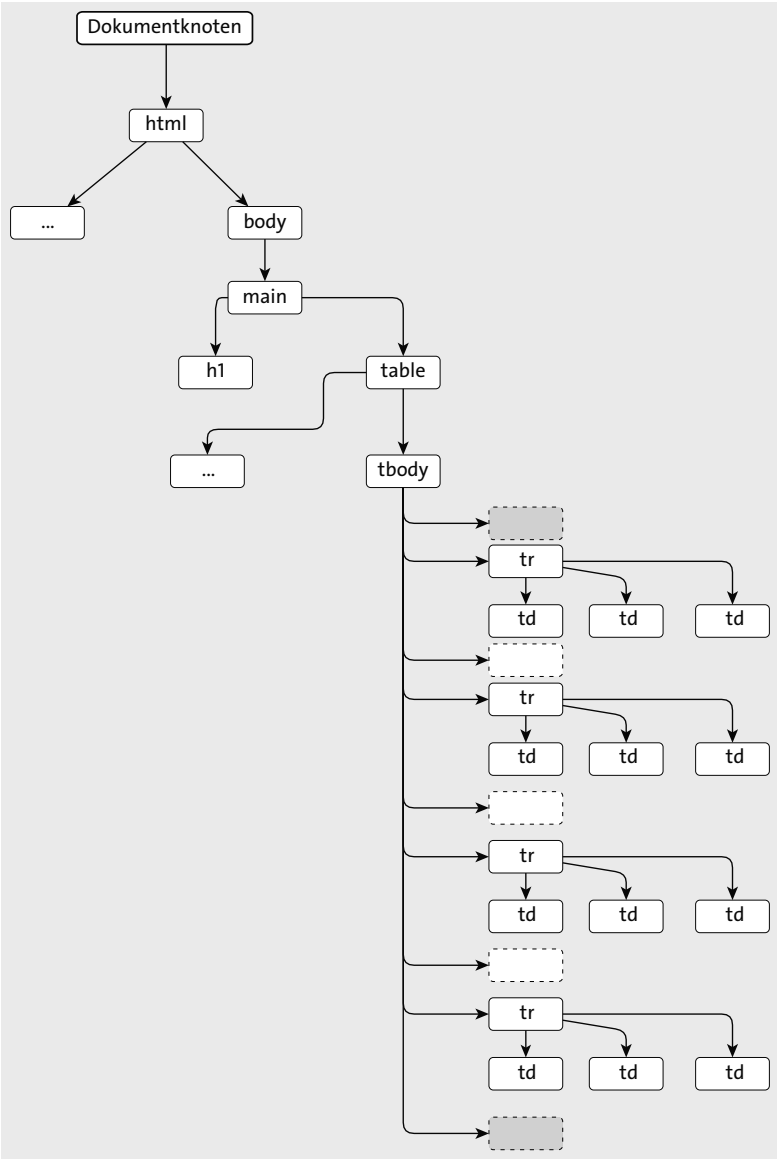 Dokumentknoten
html
...
body
main
h1
table
...
tbody
tr
td td td
tr
td td td
tr
td td td
tr
td td td